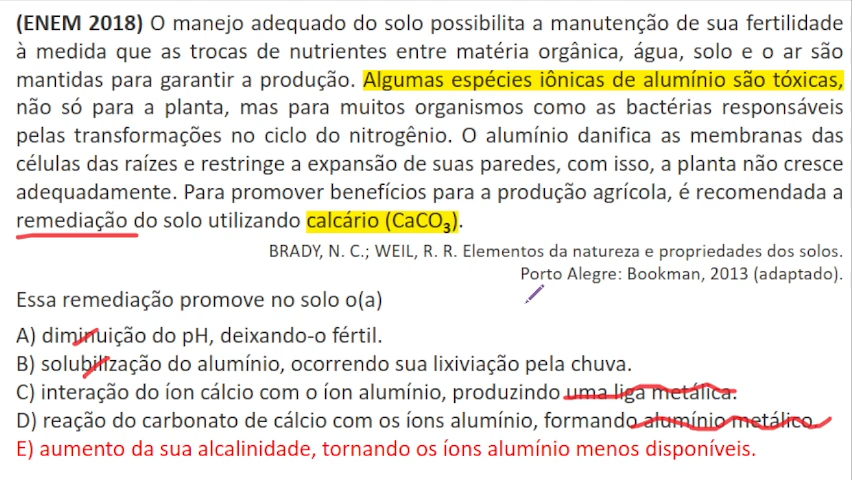 (ENEM 2018) O manejo adequado do solo possibilita a manutenção de sua fertilidade
à medida que as trocas de nutrientes entre matéria orgânica, água, solo e o ar são
mantidas para garantir a produção. Algumas espécies iônicas de alumínio são tóxicas,
não só para a planta, mas para muitos organismos como as bactérias responsáveis
pelas transformações no ciclo do nitrogênio. O alumínio danifica as membranas das
células das raízes e restringe a expansão de suas paredes, com isso, a planta não cresce
adequadamente. Para promover benefícios para a produção agrícola, é recomendada a
remediação do solo utilizando calcário (CaCO₃).
BRADY, N. C.; WEIL, R. R. Elementos da natureza e propriedades dos solos.
Porto Alegre: Bookman, 2013 (adaptado).
Essa remediação promove no solo o(a)
A) diminuição do pH, deixando-o fértil.
B) solubilização do alumínio, ocorrendo sua lixiviação pela chuva.
C) interação do íon cálcio com o íon alumínio, produzindo uma liga metálica.
D) reação do carbonato de cálcio com os íons alumínio, formando alumínio metálico.
E) aumento da sua alcalinidade, tornando os íons alumínio menos disponíveis.